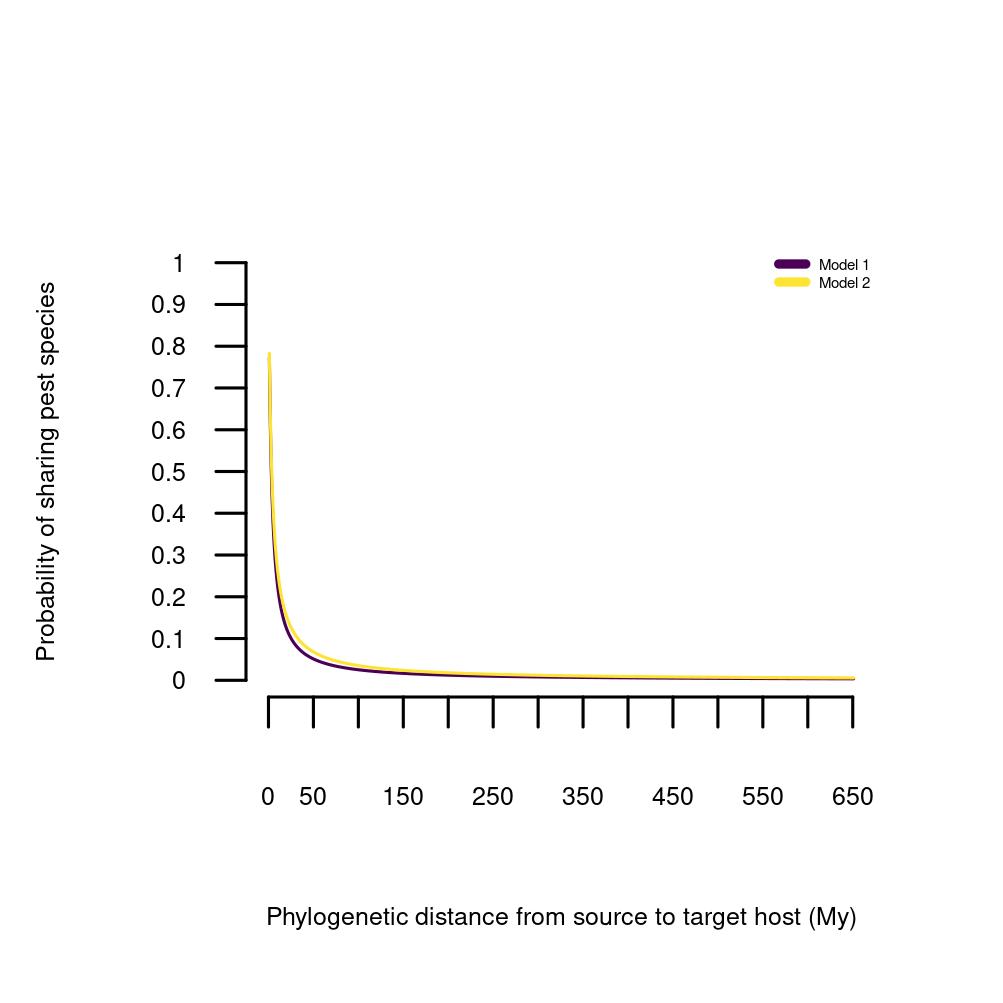 Model 1
Model 2
Probability of sharing pest species
1
0.9
0.8
0.7
0.6
0.5
0.4
0.3
0.2
0.1
0
0 50 150 250 350 450 550 650
Phylogenetic distance from source to target host (My)